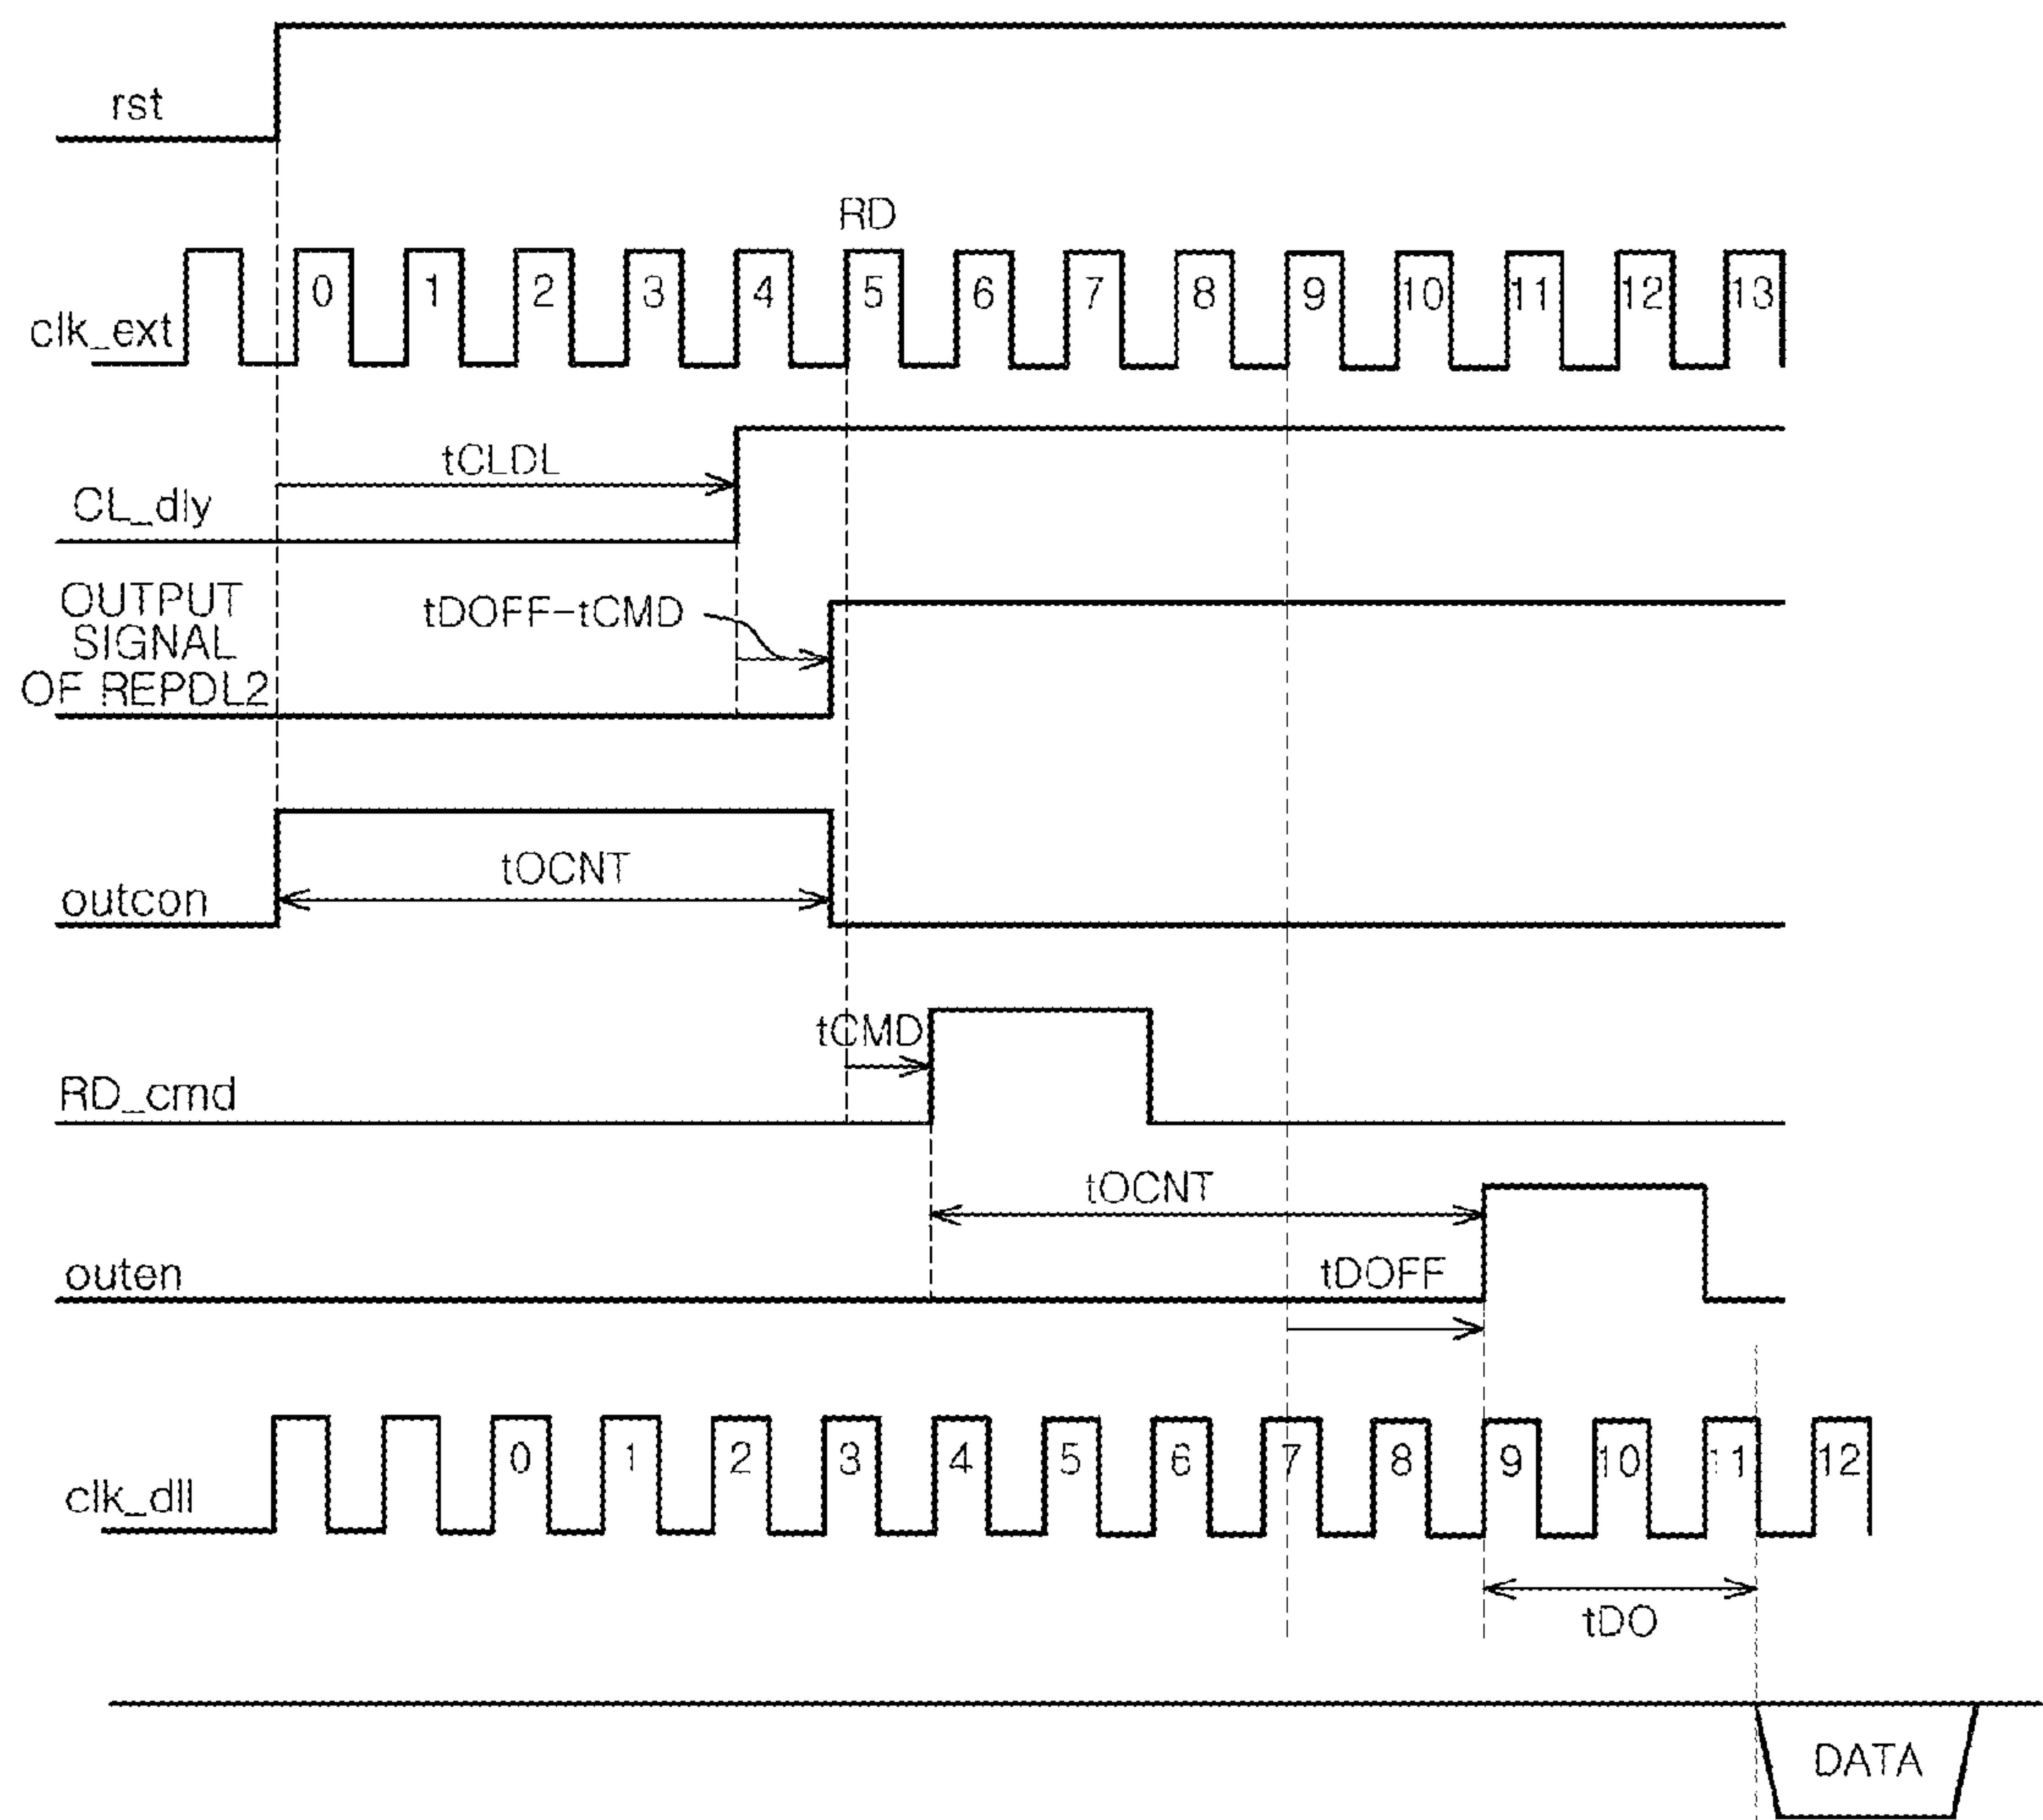 rst
RD
clk_ext
0 1 2 3 4 5 6 7 8 9 10 11 12 13
tCLDL
CL_dly
OUTPUT
SIGNAL
OF REPDL2
tDOFF-tCMD
tOCNT
outcon
tCMD
RD_cmd
tOCNT
outen
tDOFF
clk_dll
0 1 2 3 4 5 6 7 8 9 10 11 12
tDO
DATA